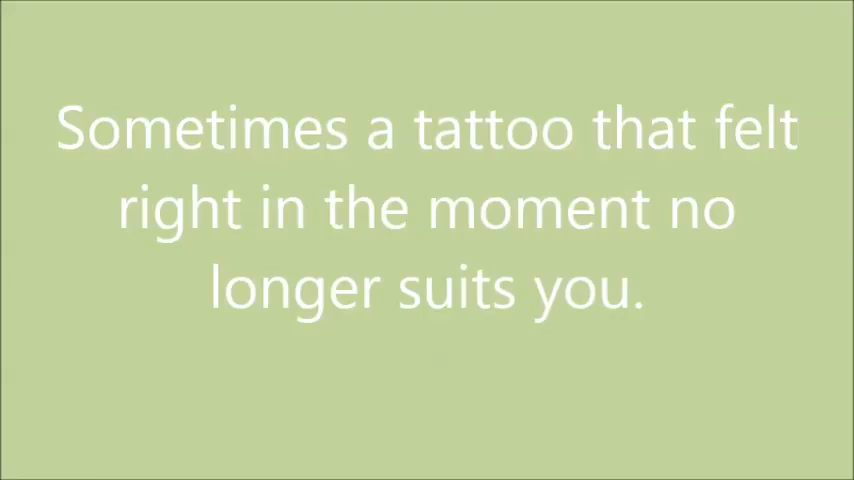 Sometimes a tattoo that felt
right in the moment no
longer suits you.